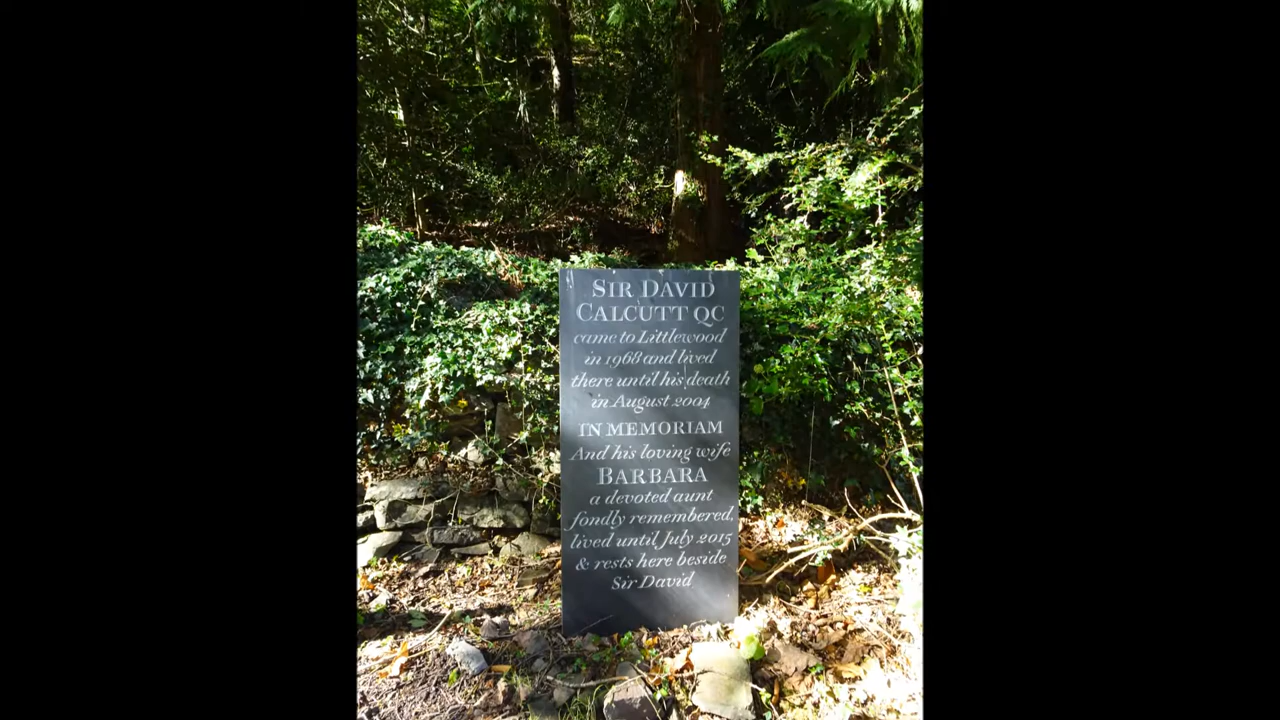 SIR DAVID
CALCUTT QC
came to Littlewood
in 1968 and lived
there until his death
in August 2004
IN MEMORIAM
And his loving wife
BARBARA
a devoted aunt
fondly remembered,
lived until July 2015
& rests here beside
Sir David